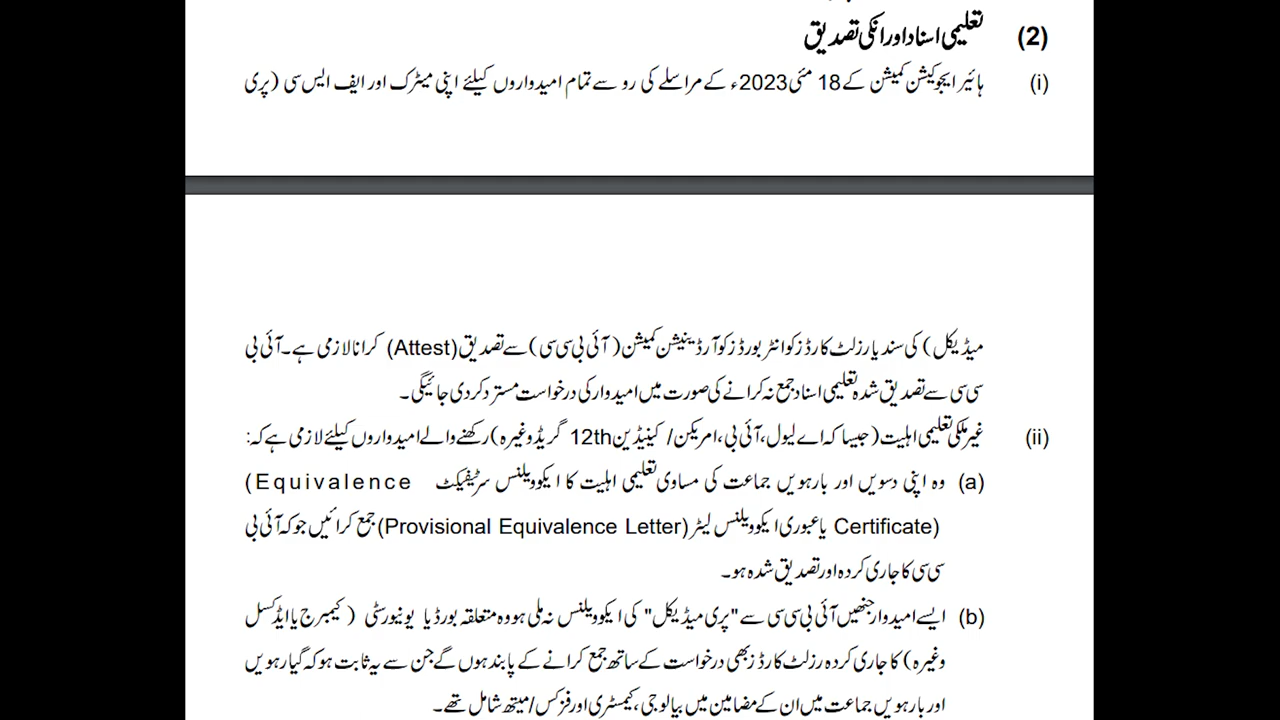 (2) تعلیمی اسناد اور انکی تصدیق
(i) ہائیر ایجوکیشن کمیشن کے 18 مئی 2023ء کے مراسلے کی رو سے تمام امیدواروں کیلئے اپنی میٹرک اور ایف ایس سی (پری
میڈیکل) کی سند یا رزلٹ کارڈز کو انٹر بورڈز کوآرڈینیشن کمیشن (آئی بی سی سی) سے تصدیق (Attest) کرانا لازمی ہے۔ آئی بی
سی سی سے تصدیق شدہ تعلیمی اسناد جمع نہ کرانے کی صورت میں امیدوار کی درخواست مسترد کر دی جائیگی۔
(ii) غیر ملکی تعلیمی اہلیت (جیسا کہ اے لیول، آئی بی، امریکن / کینیڈین 12th گریڈ وغیرہ) رکھنے والے امیدواروں کیلئے لازمی ہے کہ:
(a) وہ اپنی دسویں اور بارہویں جماعت کی مساوی تعلیمی اہلیت کا ایکوویلنس سرٹیفیکٹ (Equivalence
Certificate) یا عبوری ایکوویلنس لیٹر (Provisional Equivalence Letter) جمع کرائیں جو کہ آئی بی
سی سی کا جاری کردہ اور تصدیق شدہ ہو۔
(b) ایسے امیدوار جنھیں آئی بی سی سی سے "پری میڈیکل" کی ایکوویلنس نہ ملی ہو وہ متعلقہ بورڈ یا یونیورسٹی (کیمبرج یا ایڈکسل
وغیرہ) کا جاری کردہ رزلٹ کارڈز بھی درخواست کے ساتھ جمع کرانے کے پابند ہوں گے جن سے یہ ثابت ہو کہ گیارہویں
اور بارہویں جماعت میں ان کے مضامین میں بیالوجی، کیمسٹری اور فزکس/میتھ شامل تھے۔